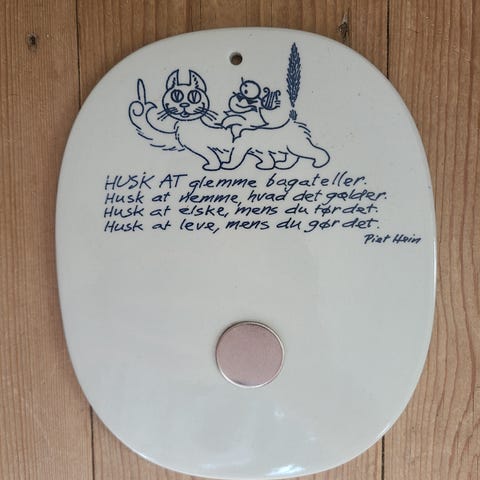 HUSK AT glemme bagateller.
Husk at nemme, hvad det gælder.
Husk at elske, mens du tør det.
Husk at leve, mens du gør det.
Piet Hein